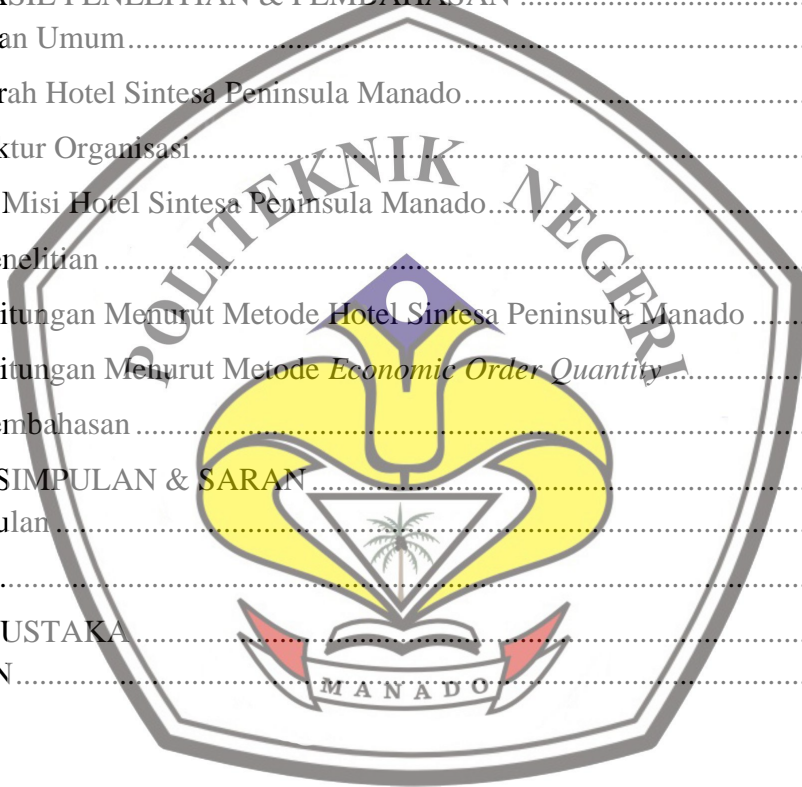 ASIL PENELITIAN & PEMBAHASAN
an Umum
rah Hotel Sintesa Peninsula Manado
ktur Organisasi
Misi Hotel Sintesa Peninsula Manado
enelitian
itungan Menurut Metode Hotel Sintesa Peninsula Manado
itungan Menurut Metode Economic Order Quantity
embahasan
SIMPULAN & SARAN
ulan
USTAKA
N
POLITEKNIK NEGERI
MANADO